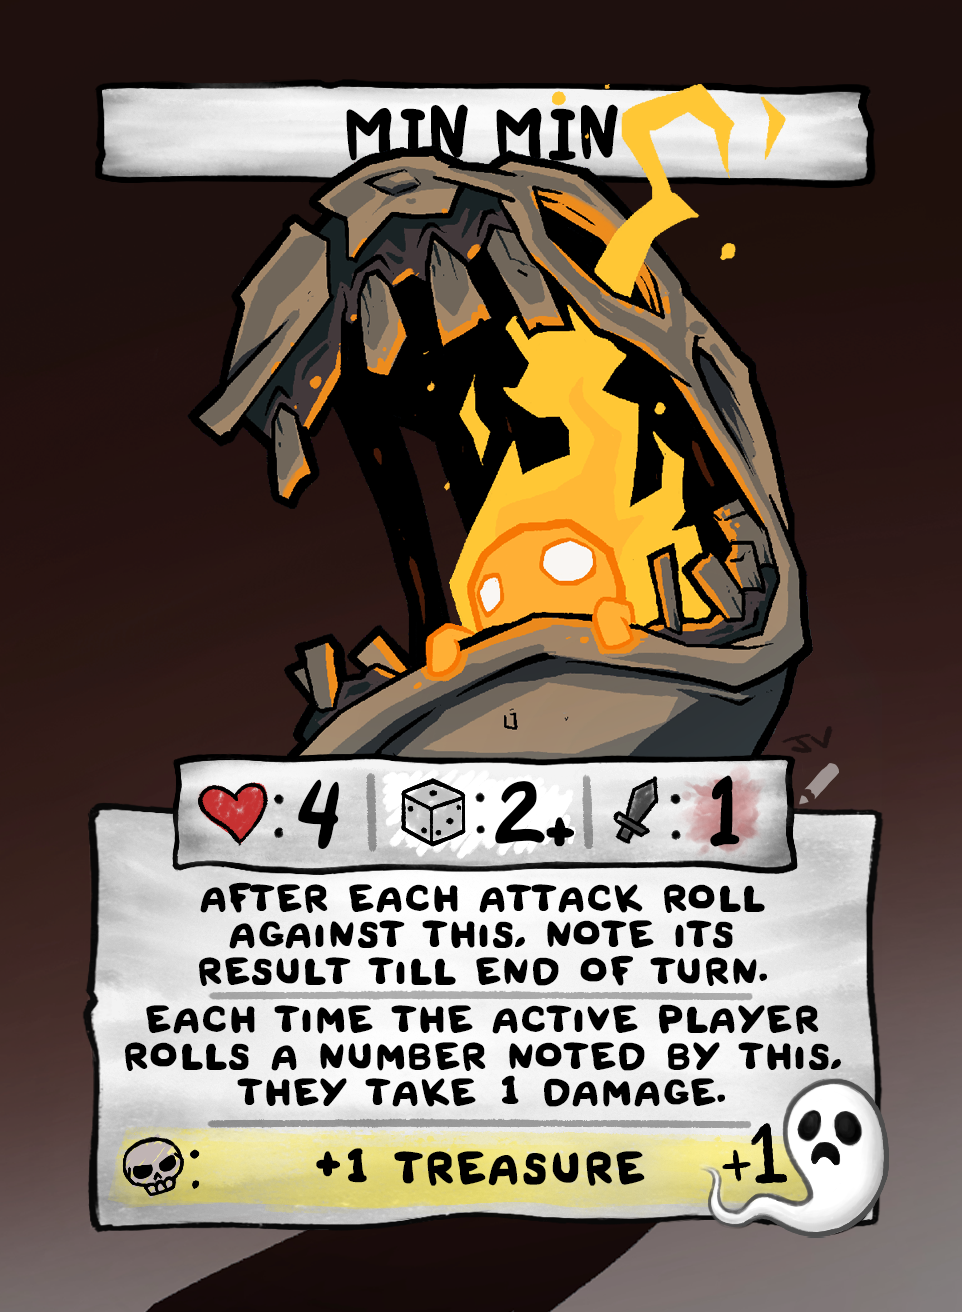 MIN MIN
JV
: 4 : 2+ : 1
AFTER EACH ATTACK ROLL
AGAINST THIS, NOTE ITS
RESULT TILL END OF TURN.
EACH TIME THE ACTIVE PLAYER
ROLLS A NUMBER NOTED BY THIS,
THEY TAKE 1 DAMAGE.
: +1 TREASURE +1